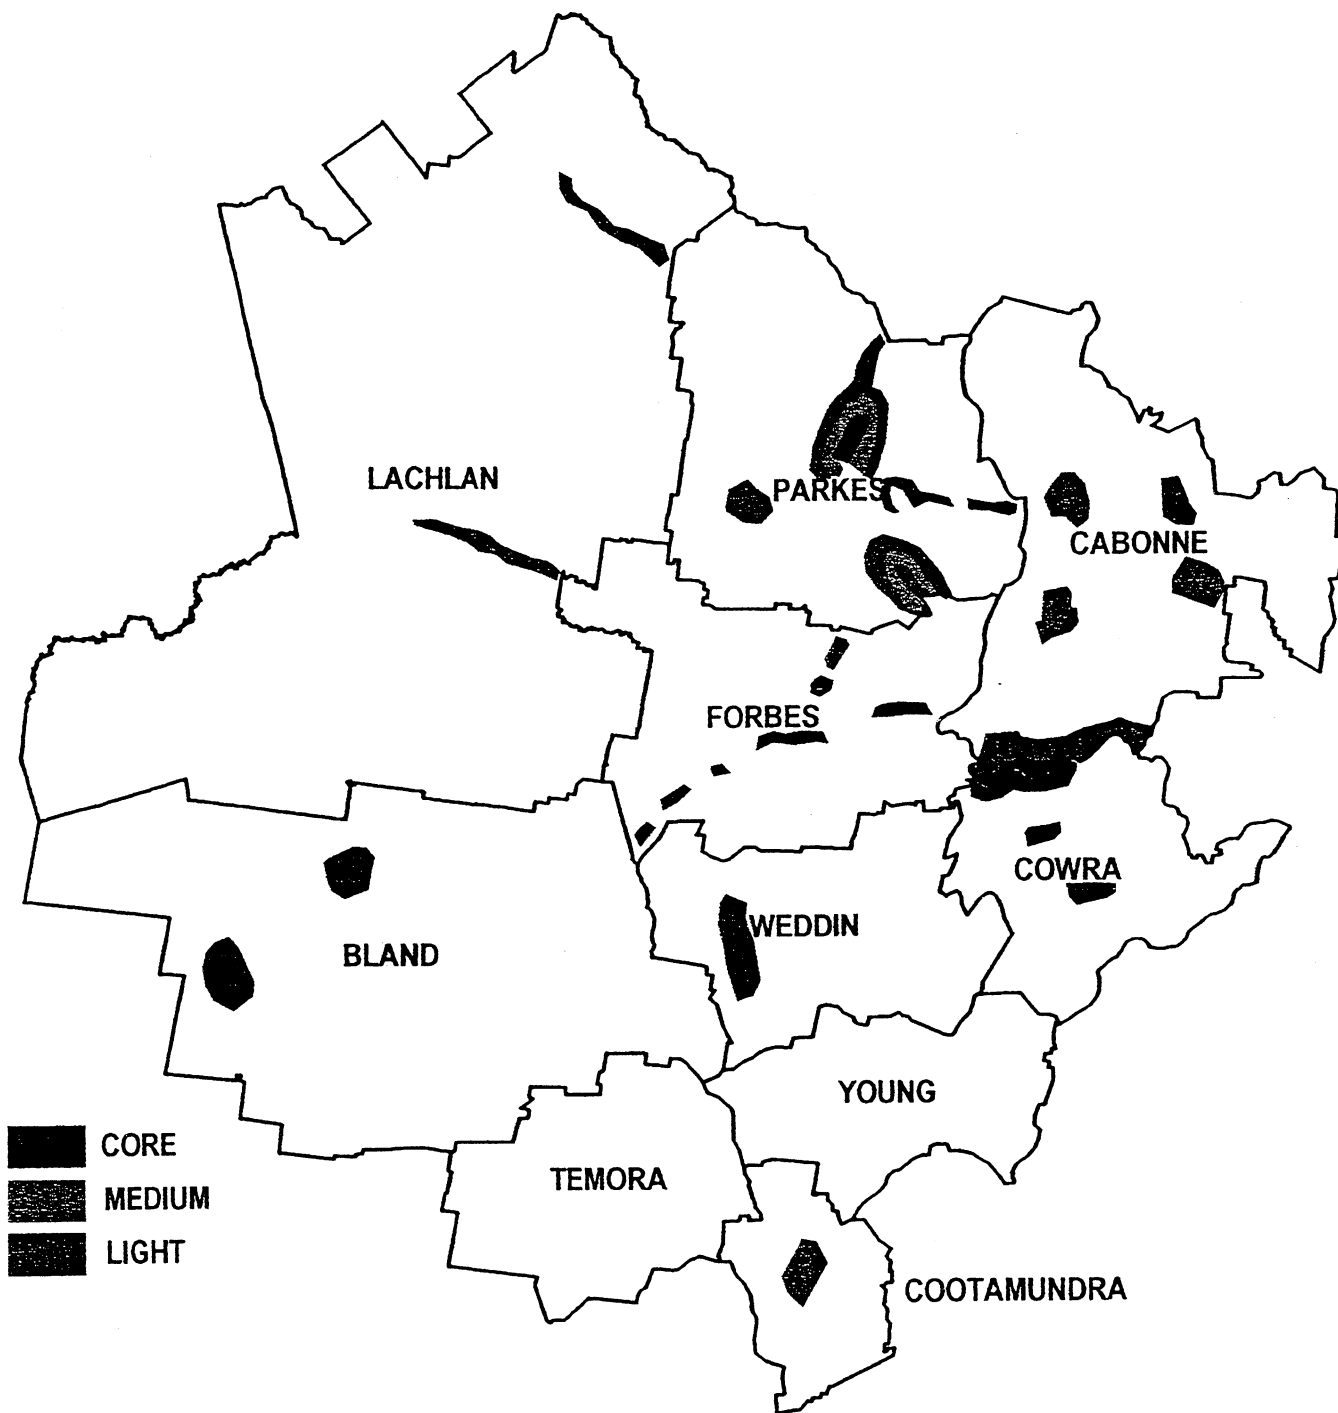 LACHLAN
PARKES
CABONNE
FORBES
COWRA
WEDDIN
BLAND
YOUNG
CORE
TEMORA
MEDIUM
LIGHT
COOTAMUNDRA